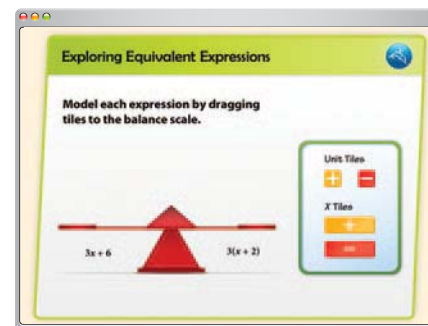 Exploring Equivalent Expressions
Model each expression by dragging
tiles to the balance scale.
Unit Tiles
+ −
X Tiles
+
−
3x + 6
3(x + 2)